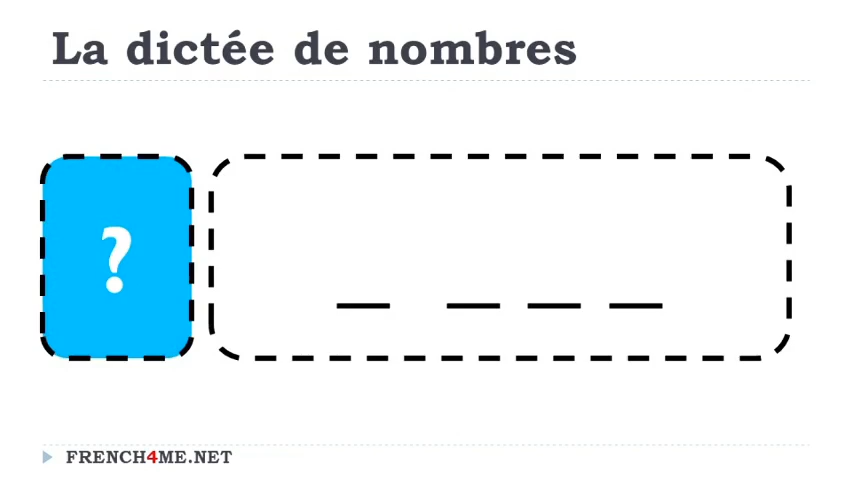 La dictée de nombres
?
_ _ _ _
FRENCH4ME.NET